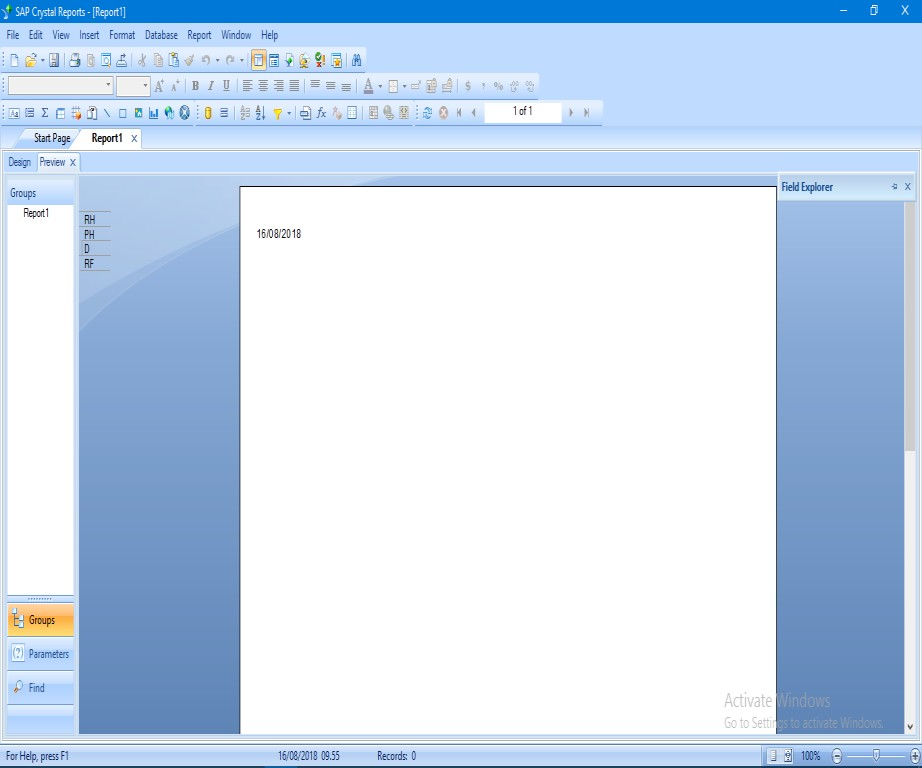 SAP Crystal Reports - [Report1]
File Edit View Insert Format Database Report Window Help
1 of 1
Start Page Report1 X
Design Preview X
Groups
Report1
RH
PH
D
RF
16/08/2018
Field Explorer
Groups
Parameters
Find
Activate Windows
Go to Settings to activate Windows.
For Help, press F1 16/08/2018 09.55 Records: 0 100%